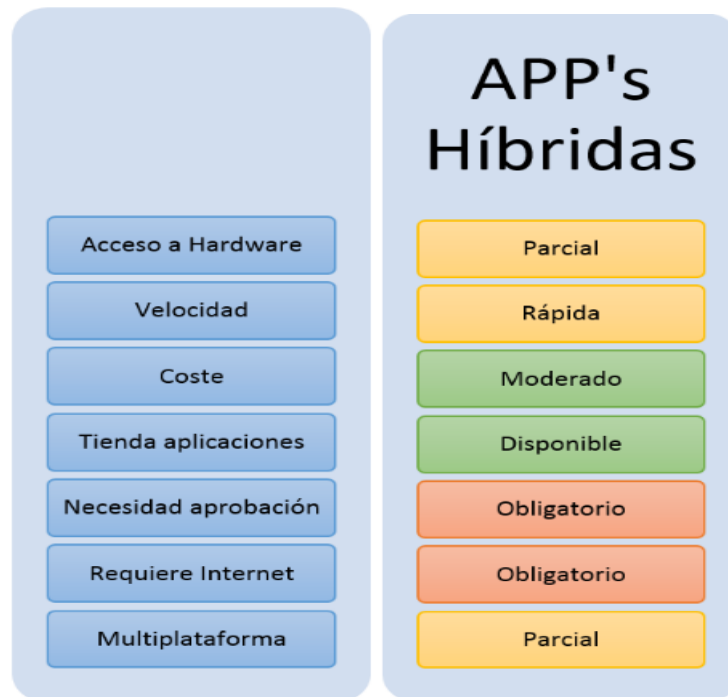 APP's
Híbridas
Acceso a Hardware
Parcial
Velocidad
Rápida
Coste
Moderado
Tienda aplicaciones
Disponible
Necesidad aprobación
Obligatorio
Requiere Internet
Obligatorio
Multiplataforma
Parcial